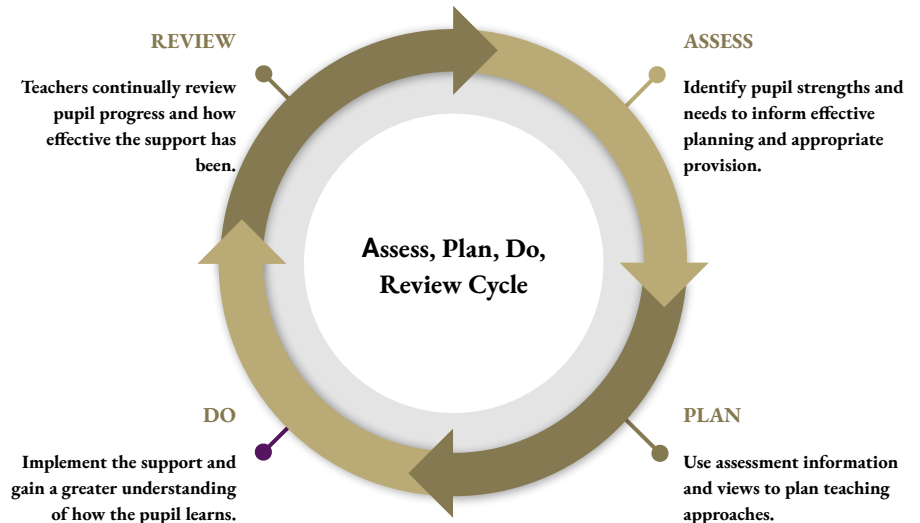 REVIEW
Teachers continually review
pupil progress and how
effective the support has
been.
ASSESS
Identify pupil strengths and
needs to inform effective
planning and appropriate
provision.
Assess, Plan, Do,
Review Cycle
DO
Implement the support and
gain a greater understanding
of how the pupil learns.
PLAN
Use assessment information
and views to plan teaching
approaches.